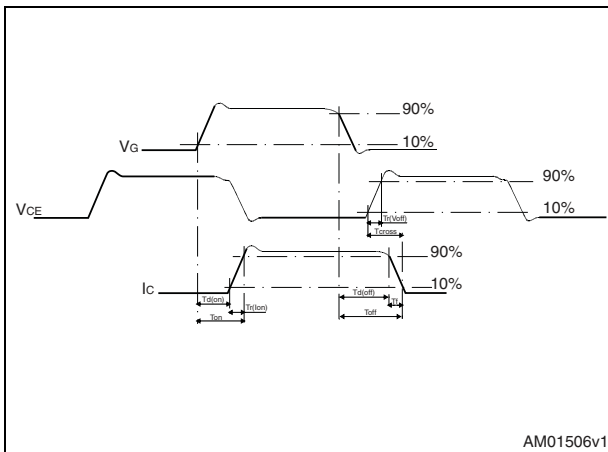 90%
VG
10%
VCE
90%
10%
Tr(Voff)
Tcross
90%
IC
10%
Td(on)
Td(off)
Tf
Tr(Ion)
Ton
Toff
AM01506v1